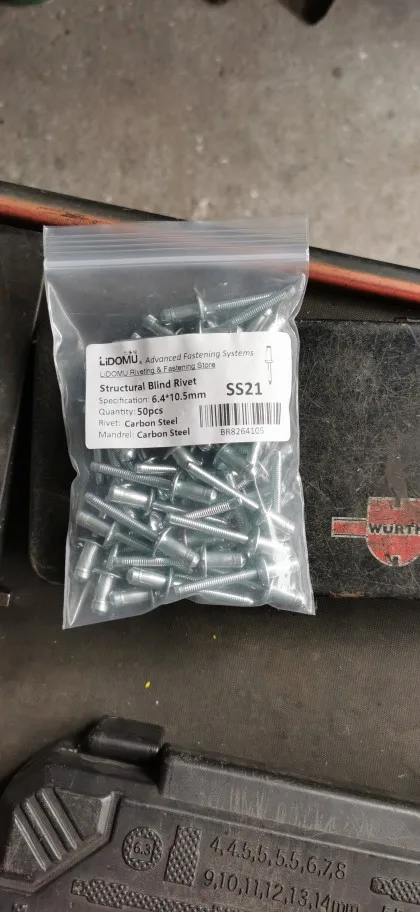 LiDOMU® Advanced Fastening Systems
LiDOMU Riveting & Fastening Store
Structural Blind Rivet
SS21
Specification: 6.4*10.5mm
Quantity: 50pcs
Rivet: Carbon Steel
Mandrel: Carbon Steel
BR8264105
WURTH
6.3
4,4.5,5,5.5,6,7,8
9,10,11,12,13,14mm